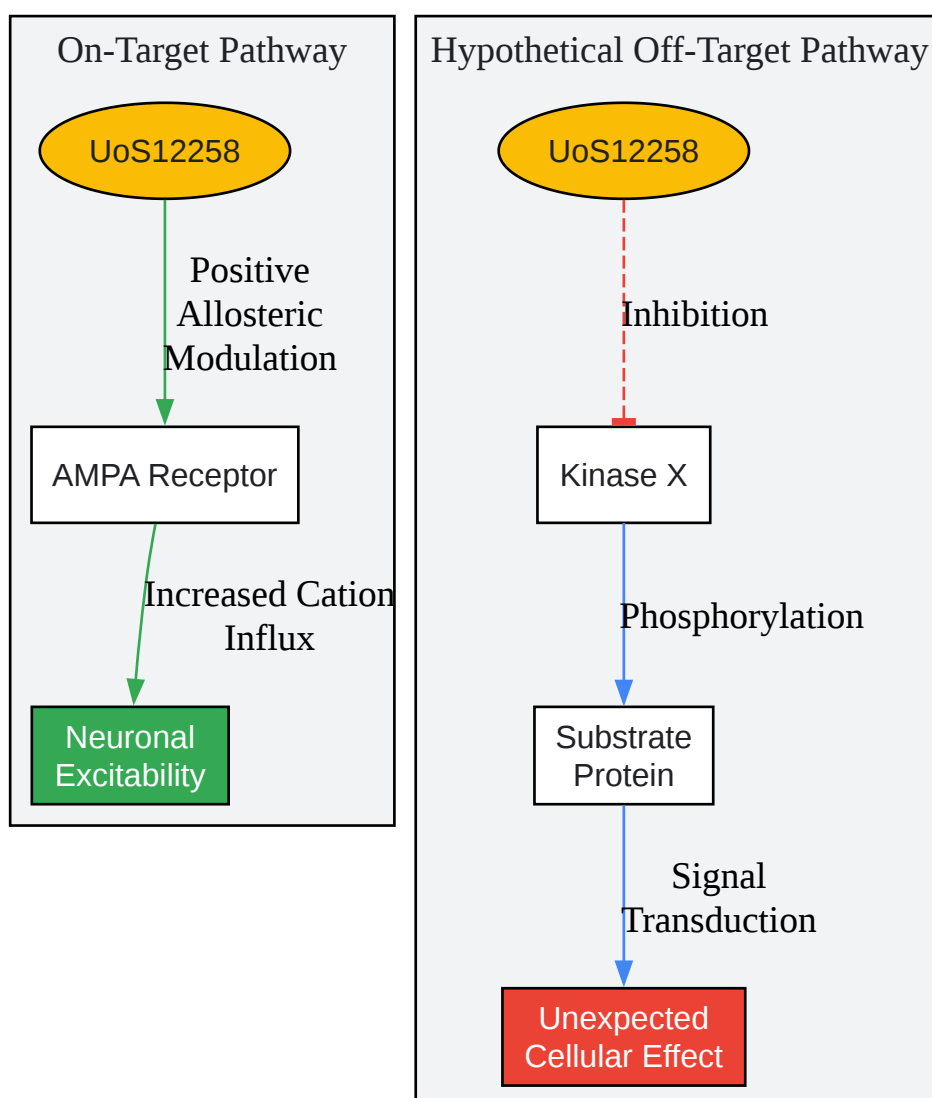 On-Target Pathway
UoS12258
Positive
Allosteric
Modulation
AMPA Receptor
Increased Cation
Influx
Neuronal
Excitability
Hypothetical Off-Target Pathway
UoS12258
Inhibition
Kinase X
Phosphorylation
Substrate
Protein
Signal
Transduction
Unexpected
Cellular Effect